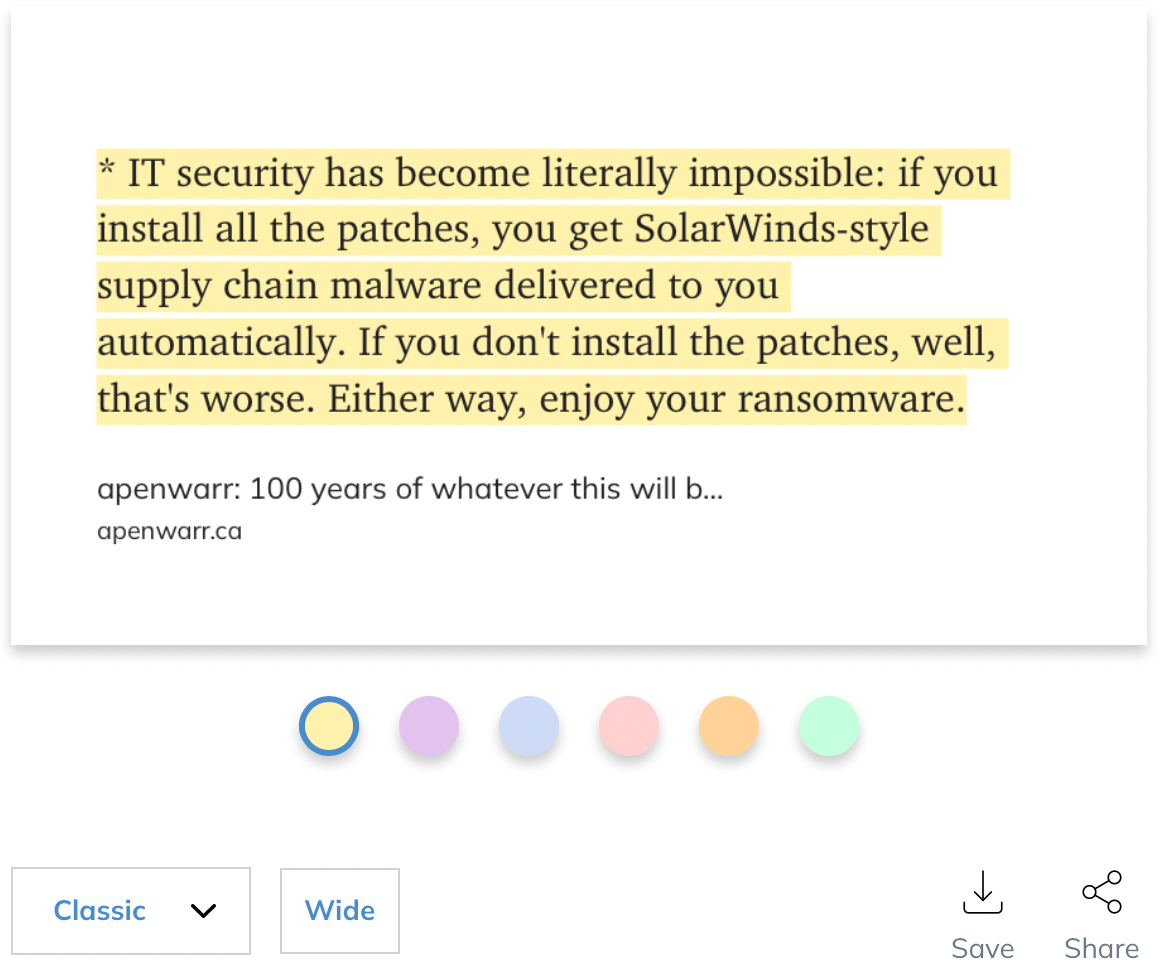 * IT security has become literally impossible: if you
install all the patches, you get SolarWinds-style
supply chain malware delivered to you
automatically. If you don't install the patches, well,
that's worse. Either way, enjoy your ransomware.
apenwarr: 100 years of whatever this will b...
apenwarr.ca
Classic
Wide
Save
Share